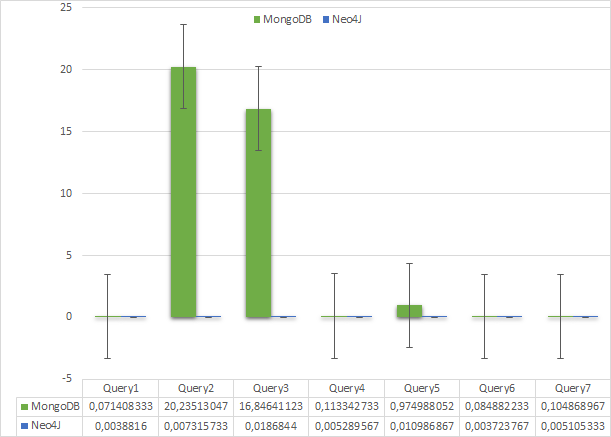 25
MongoDB Neo4J
20
15
10
5
0
-5
Query1 Query2 Query3 Query4 Query5 Query6 Query7
MongoDB 0,071408333 20,23513047 16,84641123 0,113342733 0,974988052 0,084882233 0,104868967
Neo4J 0,0038816 0,007315733 0,0186844 0,005289567 0,010986867 0,003723767 0,005105333